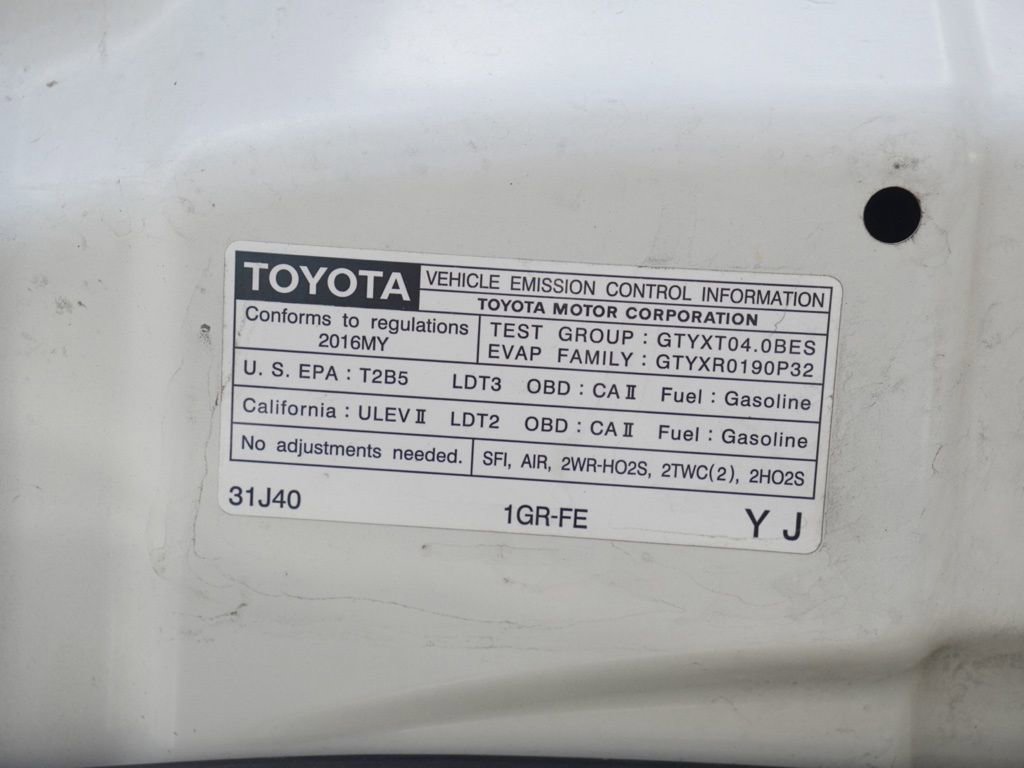 TOYOTA VEHICLE EMISSION CONTROL INFORMATION
TOYOTA MOTOR CORPORATION
Conforms to regulations
2016MY
TEST GROUP : GTYXT04.0BES
EVAP FAMILY : GTYXR0190P32
U. S. EPA : T2B5 LDT3 OBD : CA II Fuel : Gasoline
California : ULEV II LDT2 OBD : CA II Fuel : Gasoline
No adjustments needed. SFI, AIR, 2WR-HO2S, 2TWC(2), 2HO2S
31J40 1GR-FE Y J